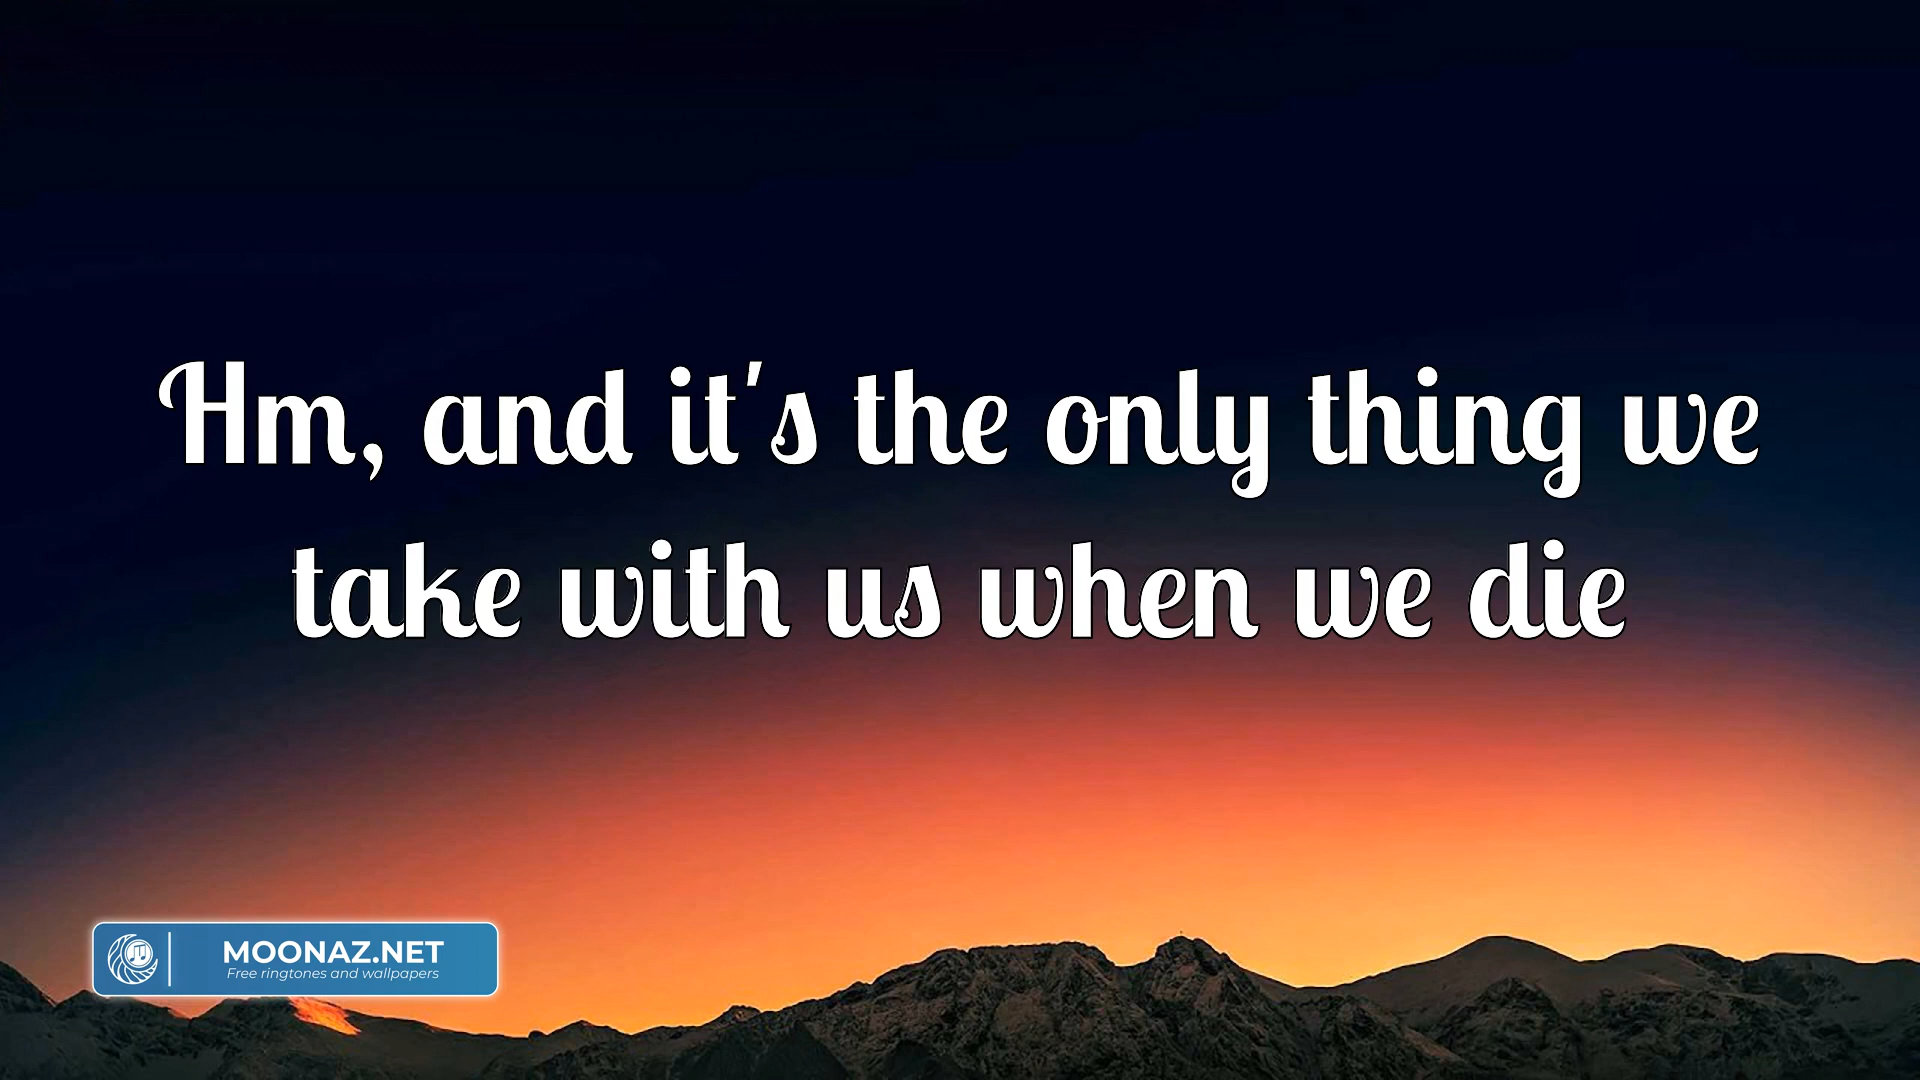 Hm, and it's the only thing we
take with us when we die
MOONAZ.NET
Free ringtones and wallpapers